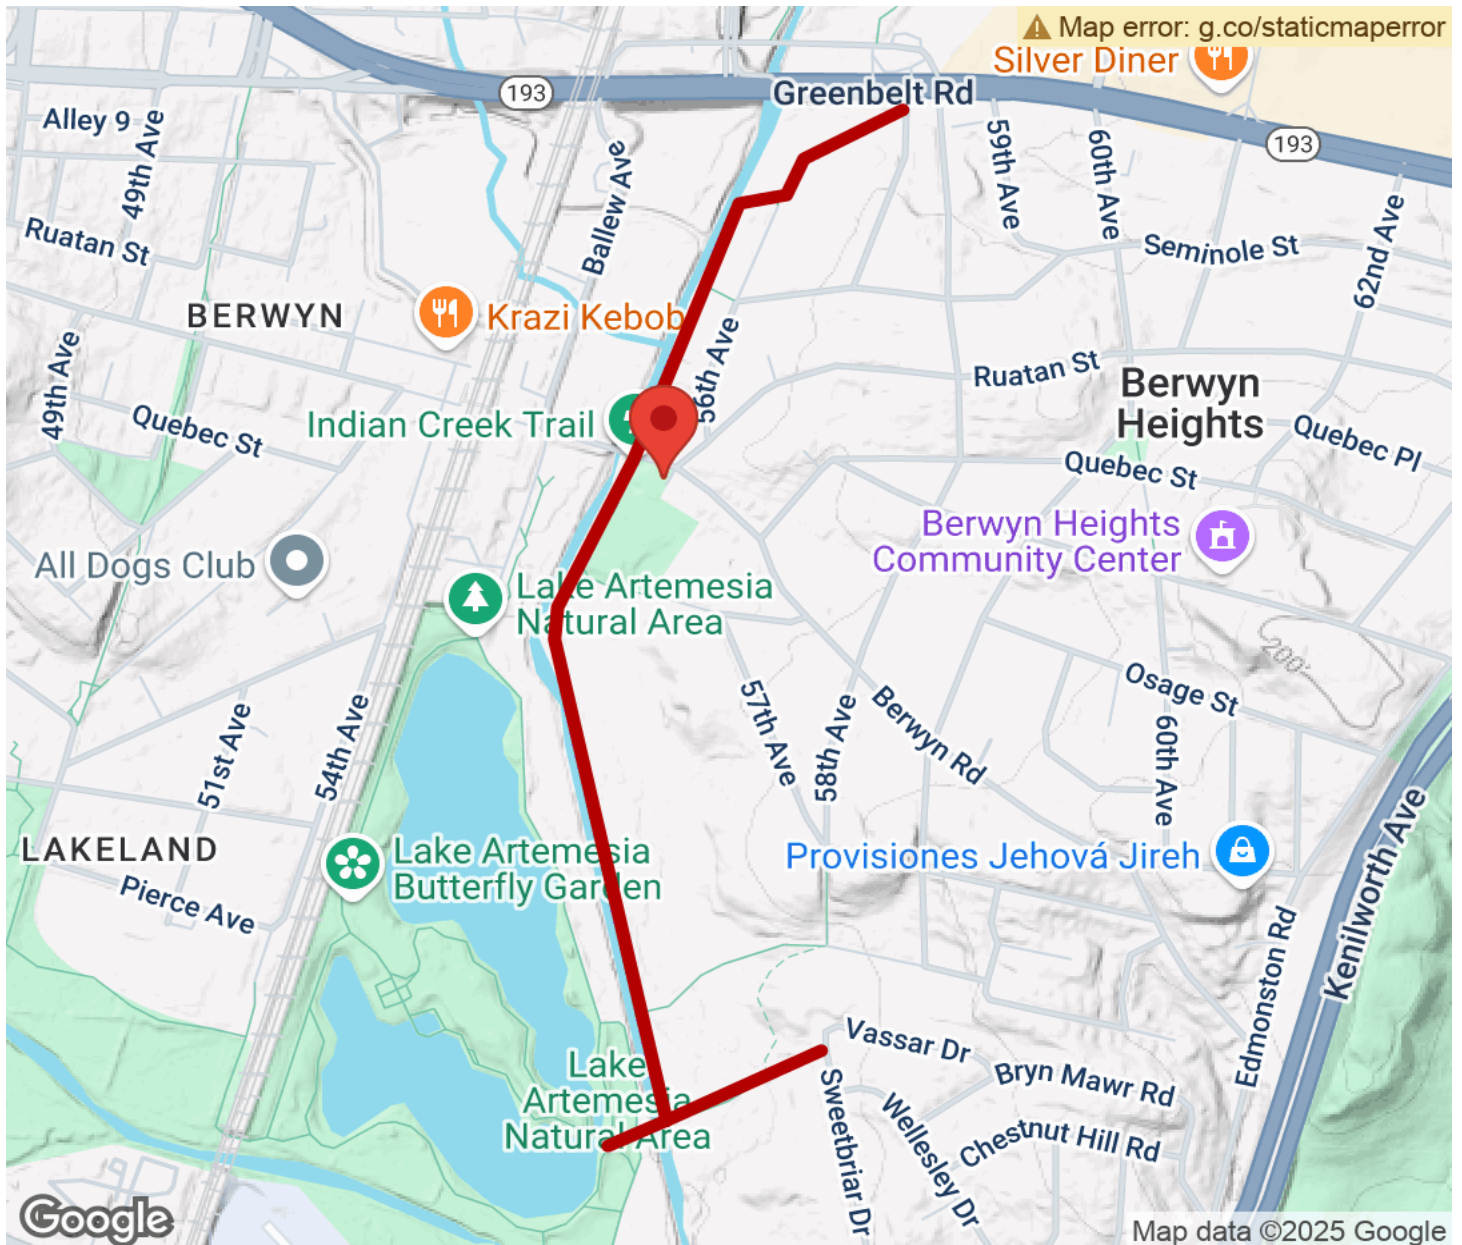 Map error: g.co/staticmaperror
Silver Diner
193
Greenbelt Rd
193
Alley 9
49th Ave
59th Ave
60th Ave
Ballew Ave
62nd Ave
Ruatan St
Seminole St
BERWYN
Krazi Kebob
49th Ave
56th Ave
Ruatan St
Berwyn
Heights
Quebec St
Indian Creek Trail
Quebec Pl
Quebec St
Berwyn Heights
Community Center
All Dogs Club
Lake Artemesia
Natural Area
200'
Osage St
57th Ave
58th Ave
Berwyn Rd
60th Ave
51st Ave
54th Ave
Kenilworth Ave
LAKELAND
Lake Artemesia
Butterfly Garden
Provisiones Jehová Jireh
Pierce Ave
Edmonston Rd
Vassar Dr
Lake
Artemesia
Natural Area
Bryn Mawr Rd
Sweetbriar Dr
Wellesley Dr
Chestnut Hill Rd
Google
Map data ©2025 Google